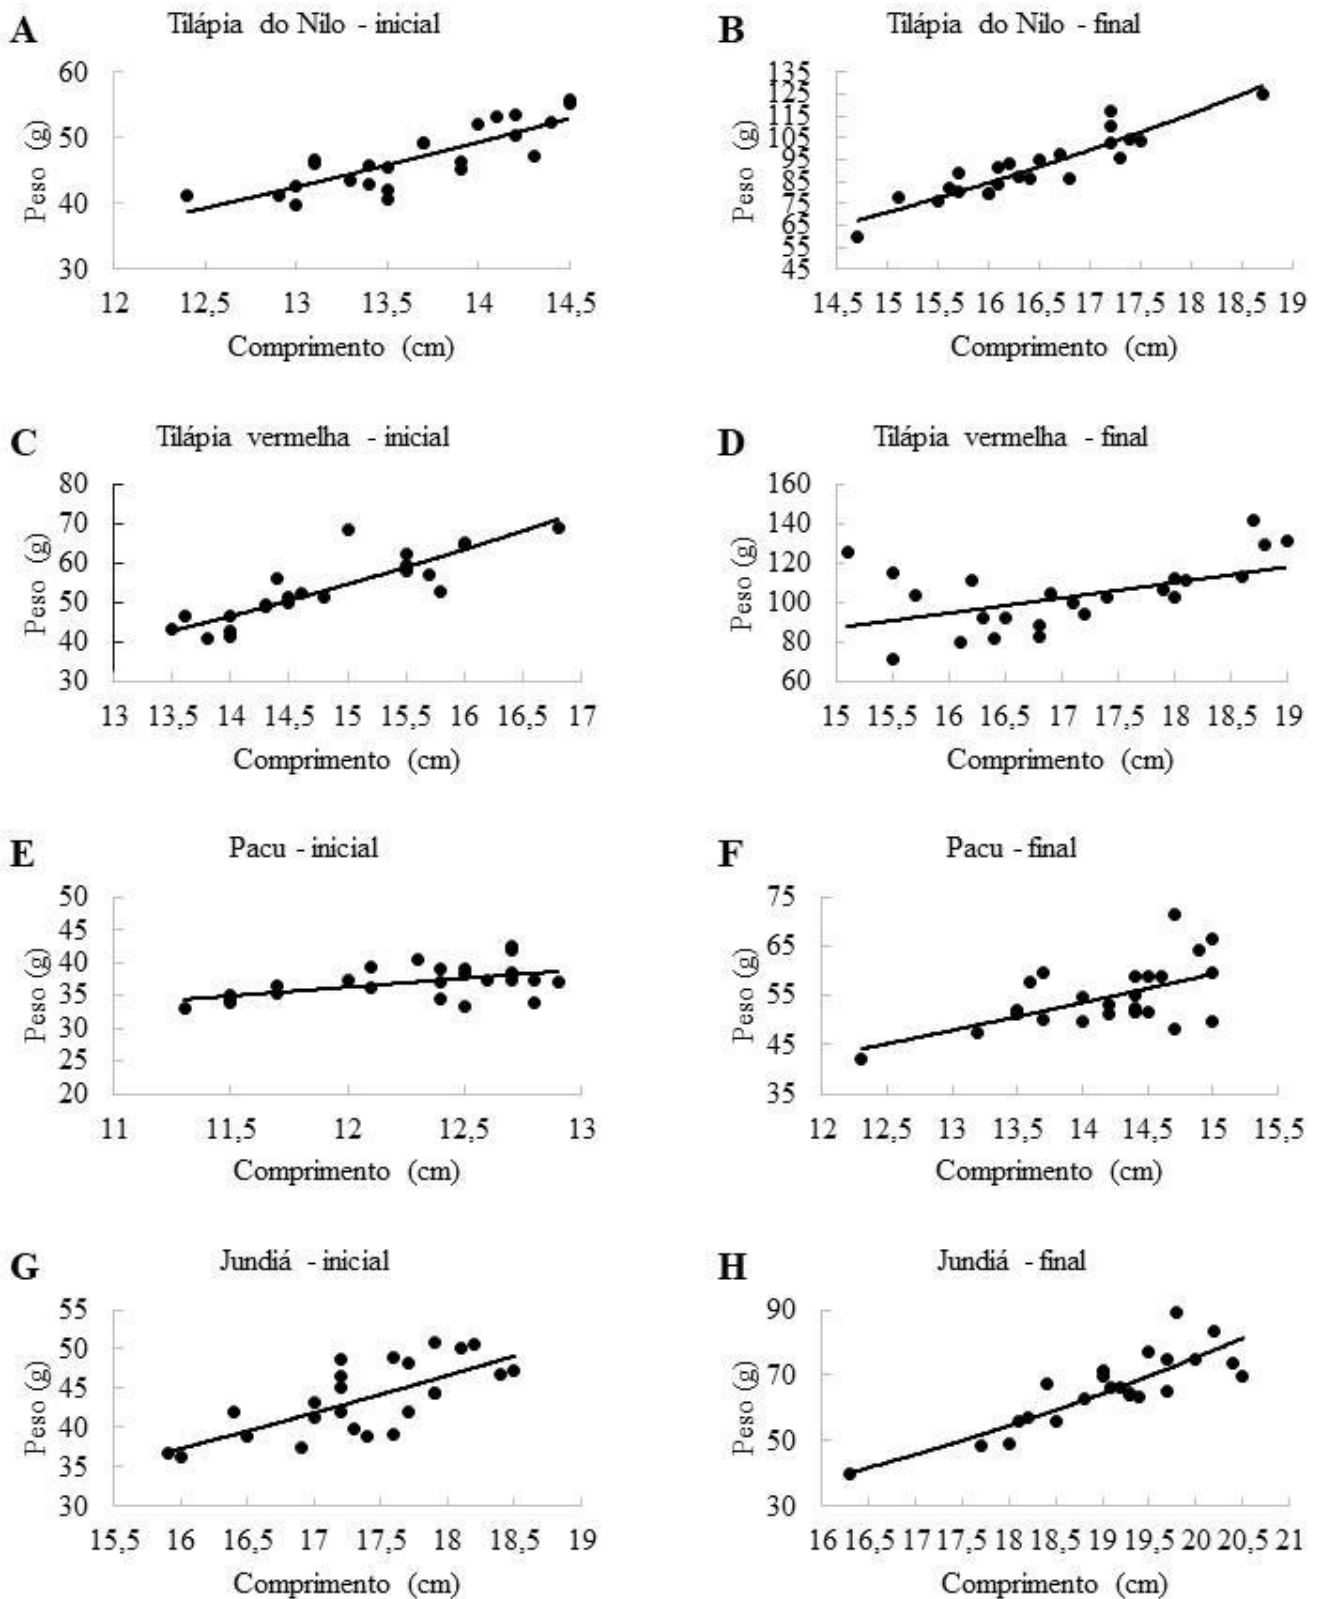 A
Tilápia do Nilo - inicial
Peso (g)
60
50
40
30
12 12,5 13 13,5 14 14,5
Comprimento (cm)
B
Tilápia do Nilo - final
Peso (g)
135
125
115
105
95
85
75
65
55
45
14,5 15 15,5 16 16,5 17 17,5 18 18,5 19
Comprimento (cm)
C
Tilápia vermelha - inicial
Peso (g)
80
70
60
50
40
30
13 13,5 14 14,5 15 15,5 16 16,5 17
Comprimento (cm)
D
Tilápia vermelha - final
Peso (g)
160
140
120
100
80
60
15 15,5 16 16,5 17 17,5 18 18,5 19
Comprimento (cm)
E
Pacu - inicial
Peso (g)
50
45
40
35
30
25
20
11 11,5 12 12,5 13
Comprimento (cm)
F
Pacu - final
Peso (g)
75
65
55
45
35
12 12,5 13 13,5 14 14,5 15 15,5
Comprimento (cm)
G
Jundiá - inicial
Peso (g)
55
50
45
40
35
30
15,5 16 16,5 17 17,5 18 18,5 19
Comprimento (cm)
H
Jundiá - final
Peso (g)
90
70
50
30
16 16,5 17 17,5 18 18,5 19 19,5 20 20,5 21
Comprimento (cm)